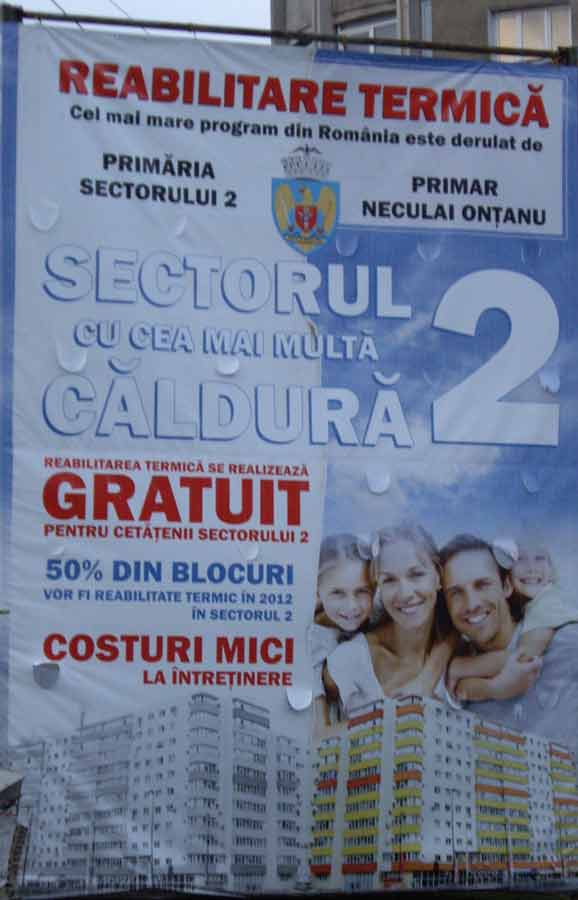 REABILITARE TERMICĂ
Cel mai mare program din România este derulat de
PRIMĂRIA
SECTORULUI 2
PRIMAR
NECULAI ONȚANU
SECTORUL 2
CU CEA MAI MULTĂ
CĂLDURĂ
REABILITAREA TERMICĂ SE REALIZEAZĂ
GRATUIT
PENTRU CETĂȚENII SECTORULUI 2
50% DIN BLOCURI
VOR FI REABILITATE TERMIC ÎN 2012
ÎN SECTORUL 2
COSTURI MICI
LA ÎNTREȚINERE